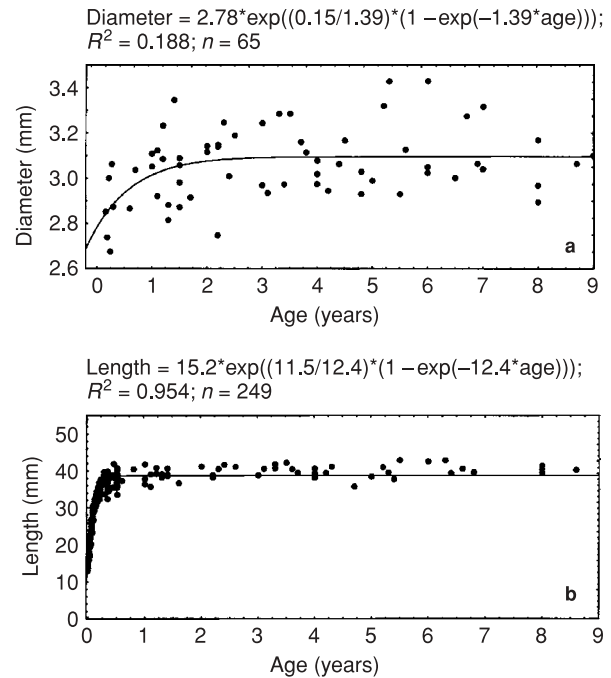 Diameter = 2.78*exp((0.15/1.39)*(1 –exp(–1.39*age)));
R² = 0.188; n = 65
3.4
3.2
3.0
2.8
2.6
Diameter (mm)
a
0 1 2 3 4 5 6 7 8 9
Age (years)
Length = 15.2*exp((11.5/12.4)*(1 –exp(–12.4*age)));
R² = 0.954; n = 249
50
40
30
20
10
0
Length (mm)
b
0 1 2 3 4 5 6 7 8 9
Age (years)